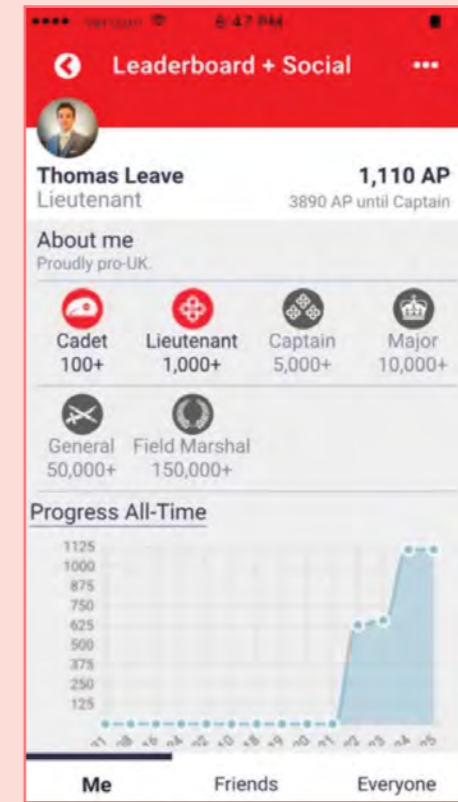 6:47 PM
Leaderboard + Social
Thomas Leave
1,110 AP
Lieutenant
3890 AP until Captain
About me
Proudly pro-UK.
Cadet
100+
Lieutenant
1,000+
Captain
5,000+
Major
10,000+
General
50,000+
Field Marshal
150,000+
Progress All-Time
1125
1000
875
750
625
500
375
250
125
Me
Friends
Everyone